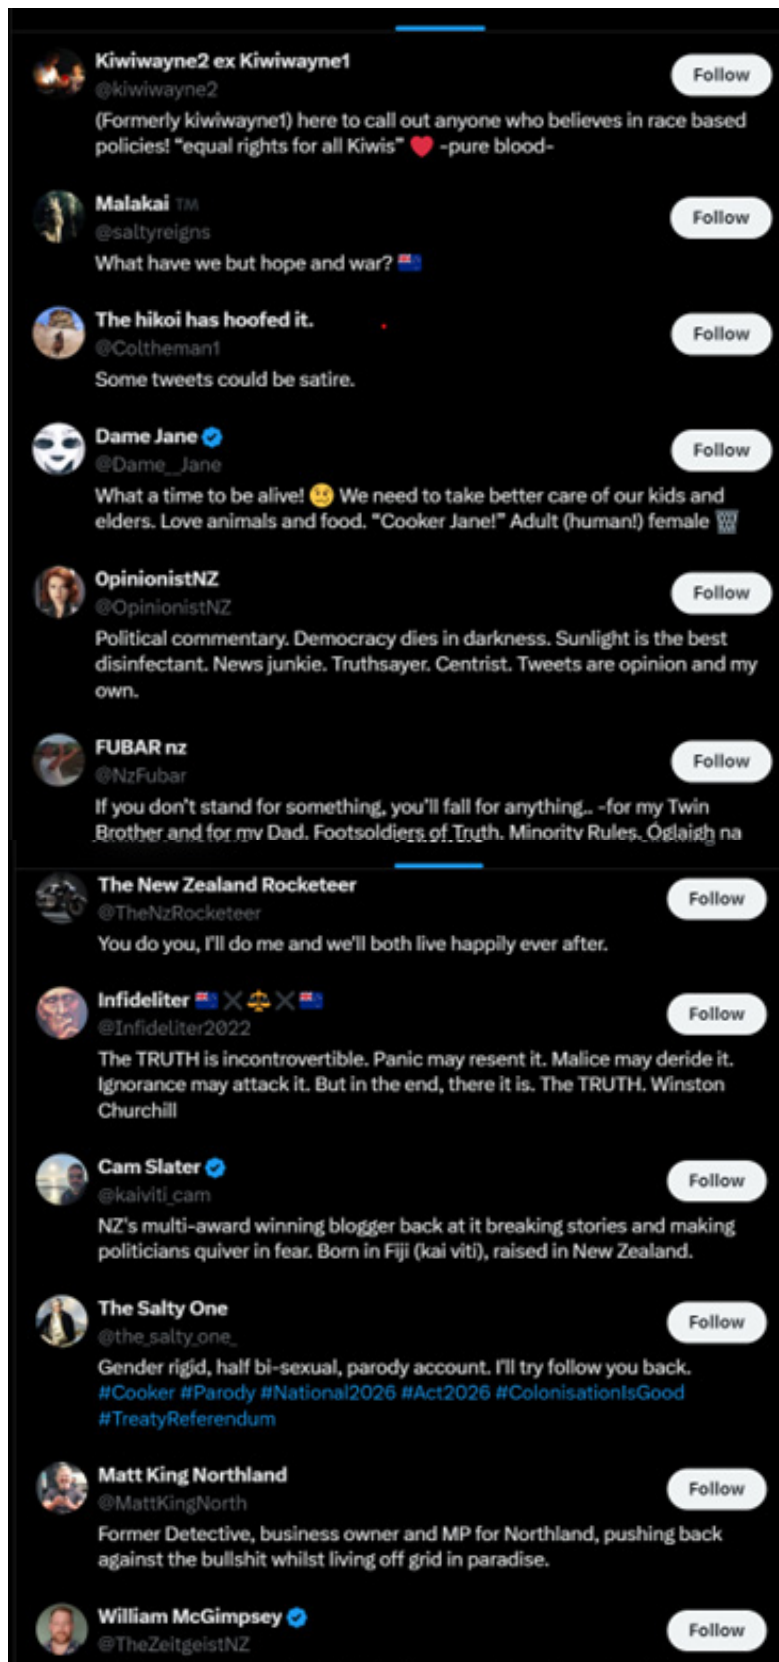 Kiwiwayne2 ex Kiwiwayne1
@kiwiwayne2
Follow
(Formerly kiwiwayne1) here to call out anyone who believes in race based
policies! “equal rights for all Kiwis” ❤️ -pure blood-
Malakai TM
@saltyreigns
Follow
What have we but hope and war? 🇳🇿
The hikoi has hoofed it.
@Coltheman1
Follow
Some tweets could be satire.
Dame Jane
@Dame__Jane
Follow
What a time to be alive! 🤨 We need to take better care of our kids and
elders. Love animals and food. “Cooker Jane!” Adult (human!) female 🗑️
OpinionistNZ
@OpinionistNZ
Follow
Political commentary. Democracy dies in darkness. Sunlight is the best
disinfectant. News junkie. Truthsayer. Centrist. Tweets are opinion and my
own.
FUBAR nz
@NzFubar
Follow
If you don’t stand for something, you’ll fall for anything.. -for my Twin
Brother and for my Dad. Footsoldiers of Truth. Minority Rules. Óglaigh na
The New Zealand Rocketeer
@TheNzRocketeer
Follow
You do you, I’ll do me and we’ll both live happily ever after.
Infideliter 🇳🇿✖️⚖️✖️🇳🇿
@Infideliter2022
Follow
The TRUTH is incontrovertible. Panic may resent it. Malice may deride it.
Ignorance may attack it. But in the end, there it is. The TRUTH. Winston
Churchill
Cam Slater
@kaiviti_cam
Follow
NZ’s multi-award winning blogger back at it breaking stories and making
politicians quiver in fear. Born in Fiji (kai viti), raised in New Zealand.
The Salty One
@the_salty_one_
Follow
Gender rigid, half bi-sexual, parody account. I’ll try follow you back.
#Cooker #Parody #National2026 #Act2026 #ColonisationIsGood
#TreatyReferendum
Matt King Northland
@MattKingNorth
Follow
Former Detective, business owner and MP for Northland, pushing back
against the bullshit whilst living off grid in paradise.
William McGimpsey
@TheZeitgeistNZ
Follow